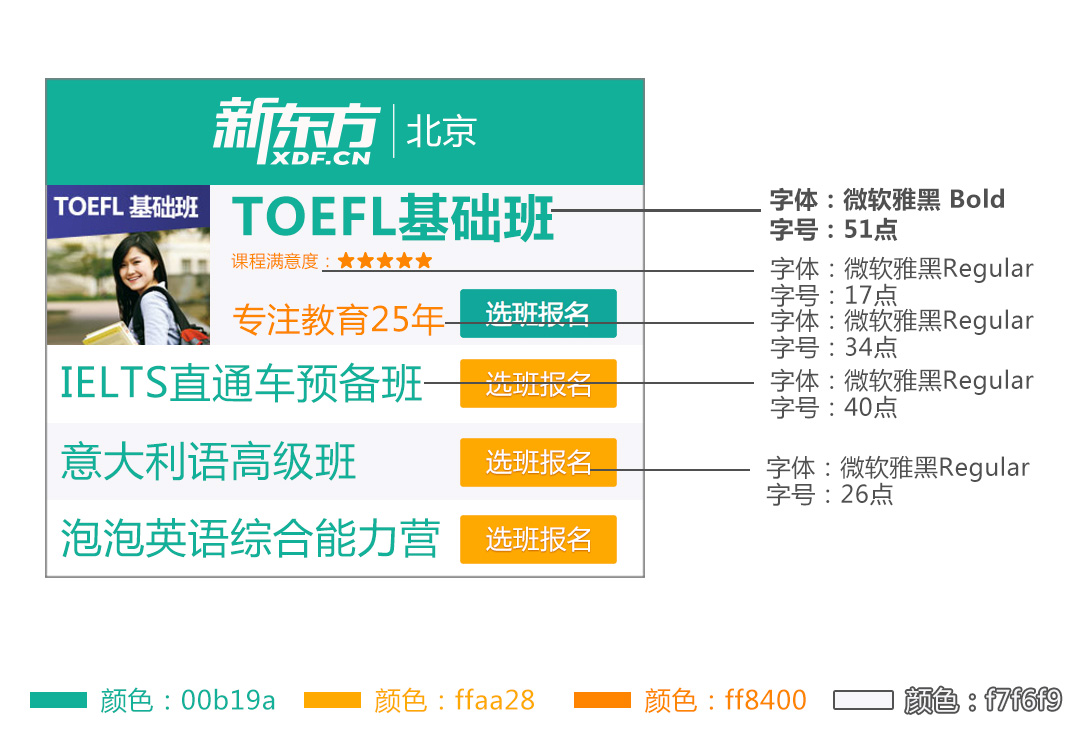 新东方
XDF.CN
北京
TOEFL 基础班
TOEFL基础班
课程满意度：★★★★★
专注教育25年
选班报名
IELTS直通车预备班
选班报名
意大利语高级班
选班报名
泡泡英语综合能力营
选班报名
字体：微软雅黑 Bold
字号：51点
字体：微软雅黑Regular
字号：17点
字体：微软雅黑Regular
字号：34点
字体：微软雅黑Regular
字号：40点
字体：微软雅黑Regular
字号：26点
颜色：00b19a
颜色：ffaa28
颜色：ff8400
颜色：f7f6f9